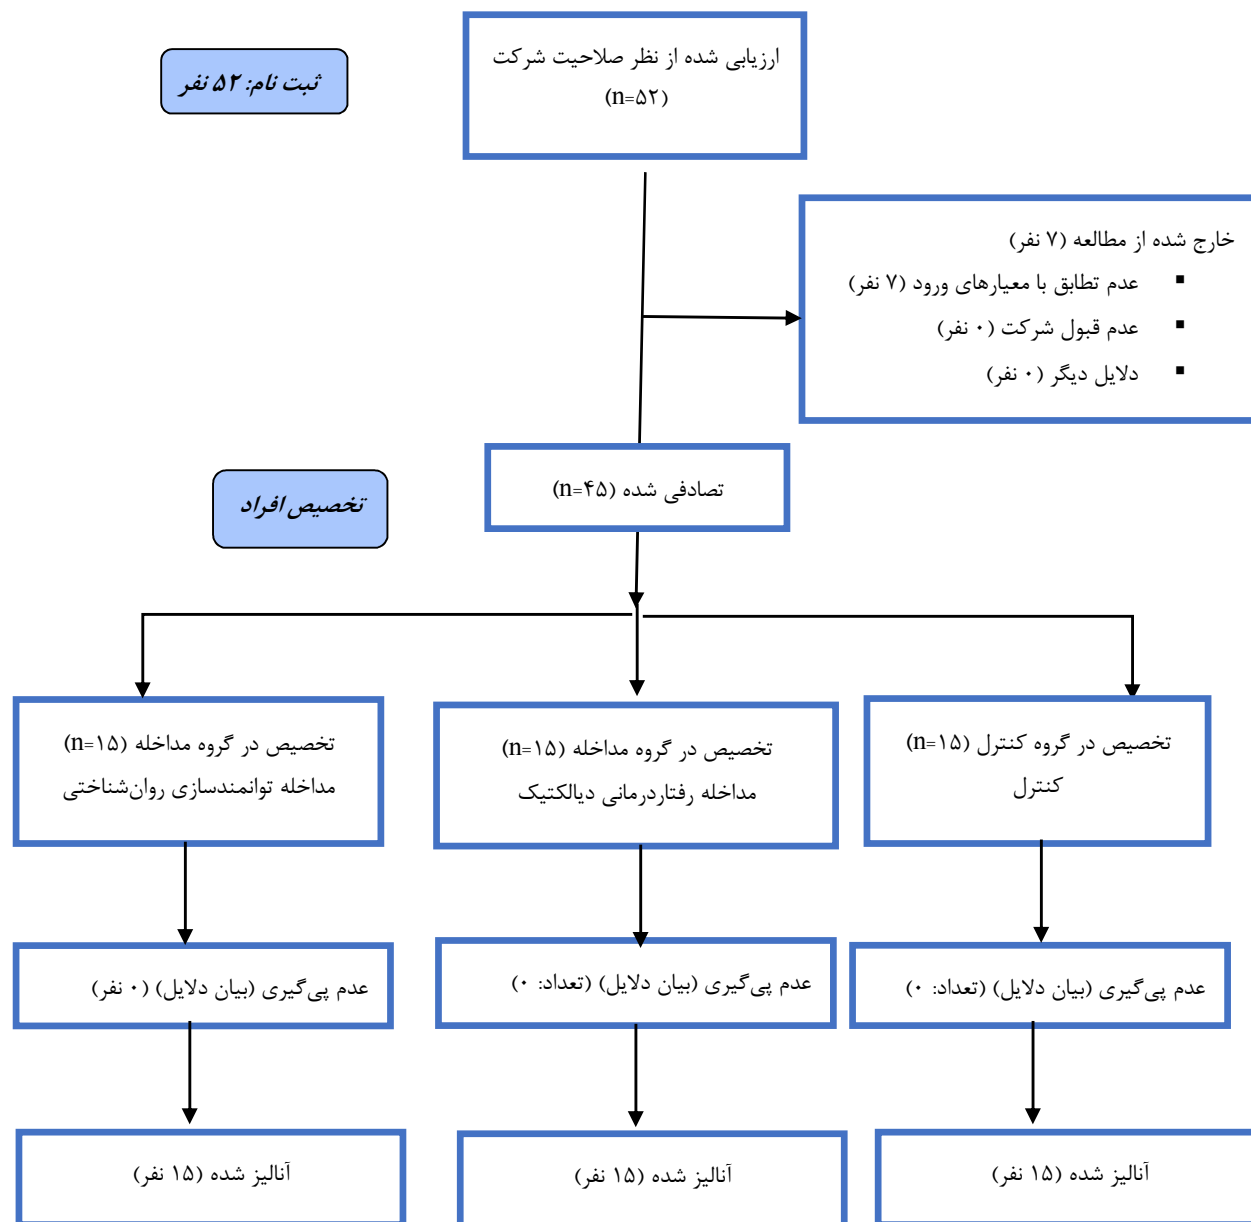 ثبت نام: ۵۲ نفر
ارزیابی شده از نظر صلاحیت شرکت
(n=۵۲)
خارج شده از مطالعه (۷ نفر)
▪ عدم تطابق با معیارهای ورود (۷ نفر)
▪ عدم قبول شرکت (۰ نفر)
▪ دلایل دیگر (۰ نفر)
تصادفی شده (n=۴۵)
تخصیص افراد
تخصیص در گروه کنترل (n=۱۵)
کنترل
تخصیص در گروه مداخله (n=۱۵)
مداخله رفتاردرمانی دیالکتیک
تخصیص در گروه مداخله (n=۱۵)
مداخله توانمندسازی روان‌شناختی
عدم پی‌گیری (بیان دلایل) (تعداد: ۰)
عدم پی‌گیری (بیان دلایل) (تعداد: ۰)
عدم پی‌گیری (بیان دلایل) (۰ نفر)
آنالیز شده (۱۵ نفر)
آنالیز شده (۱۵ نفر)
آنالیز شده (۱۵ نفر)